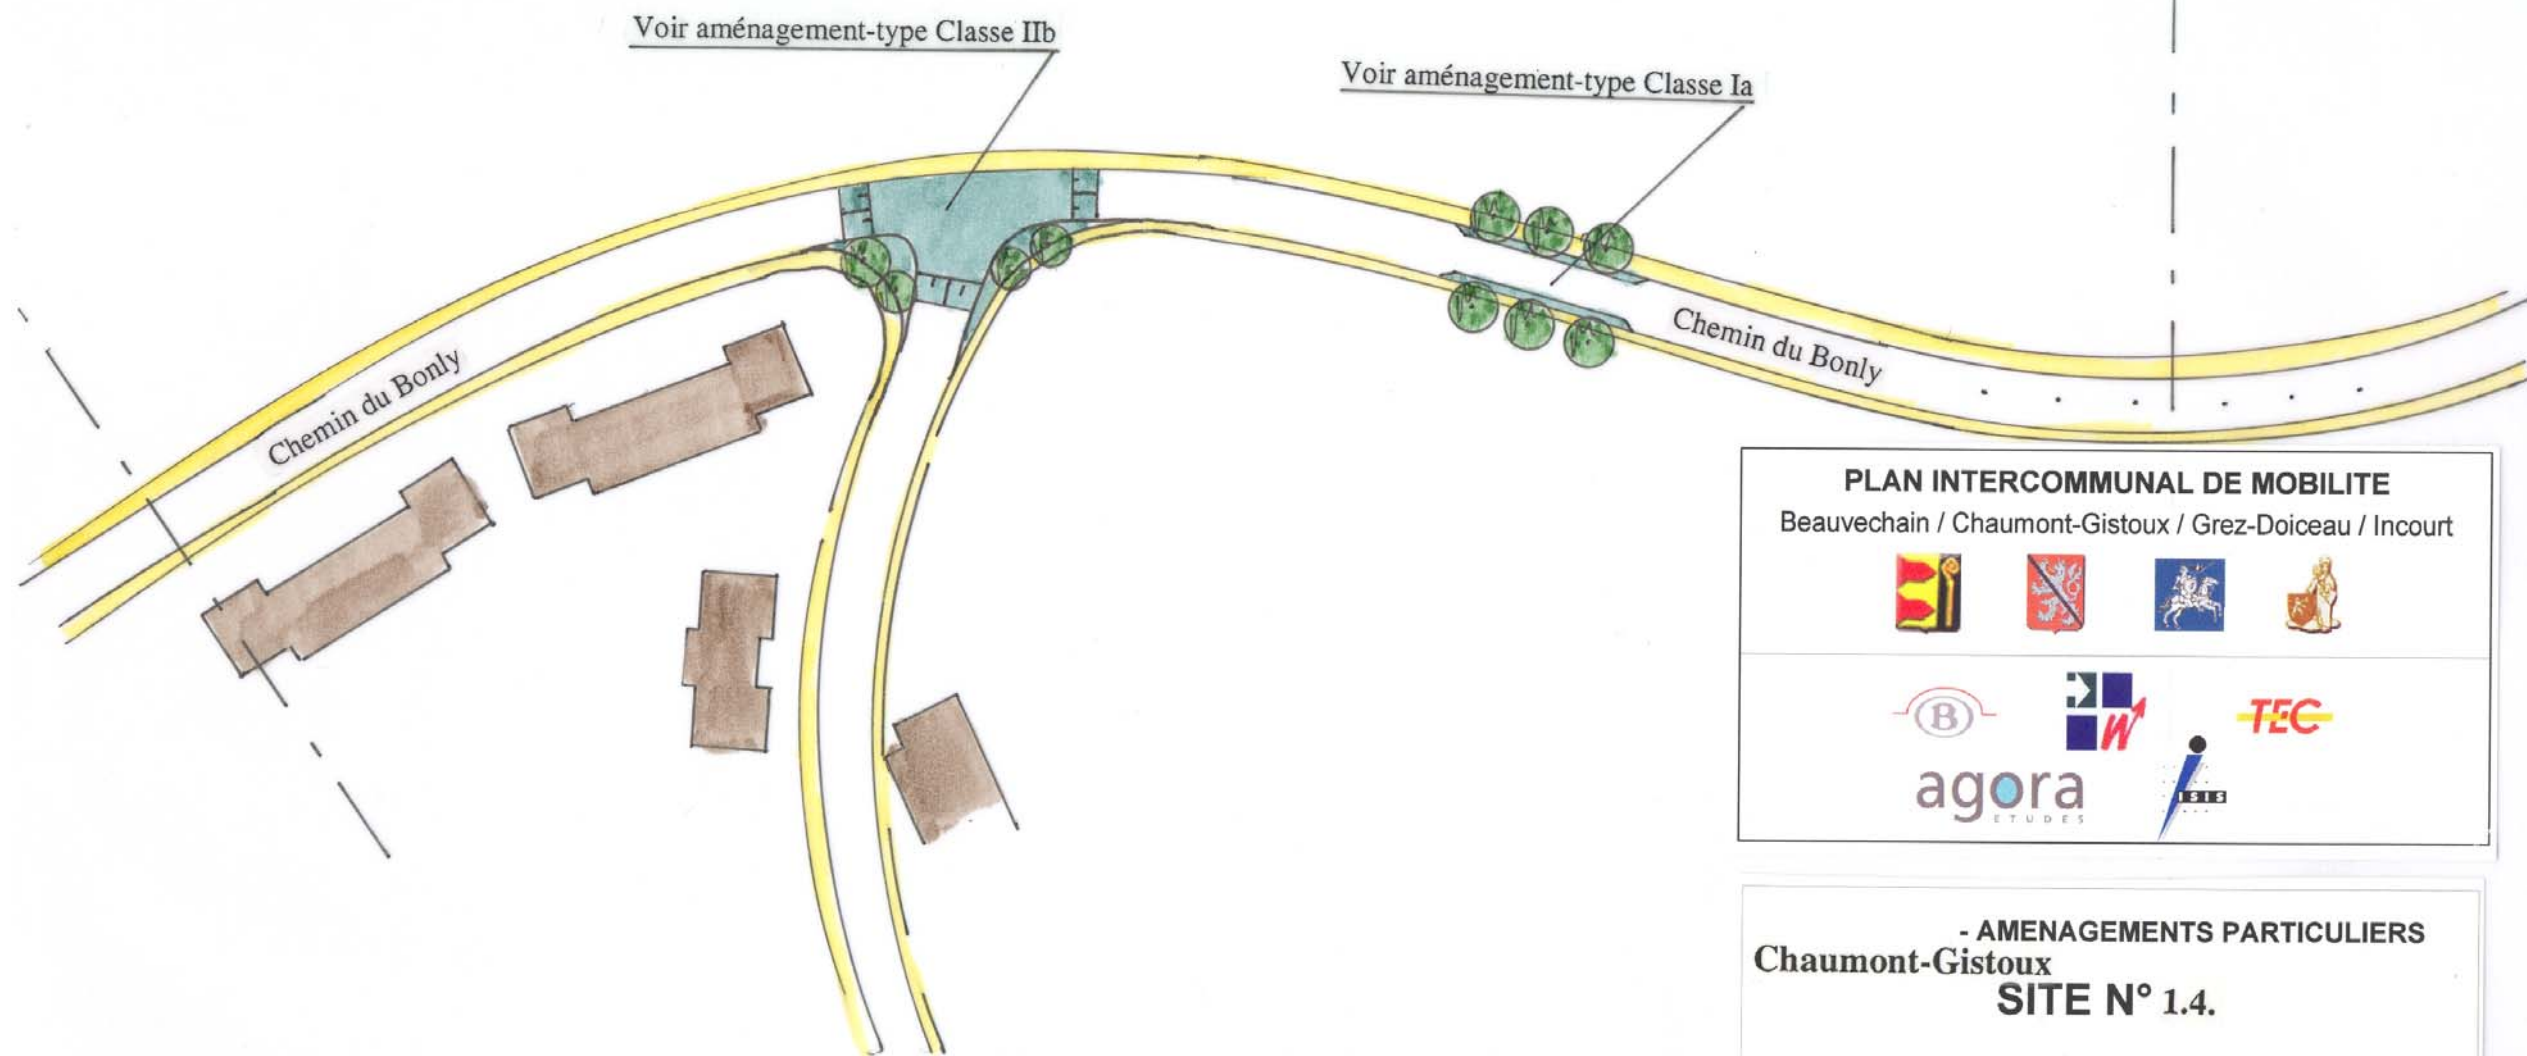 Voir aménagement-type Classe IIb
Voir aménagement-type Classe Ia
Chemin du Bonly
Chemin du Bonly
PLAN INTERCOMMUNAL DE MOBILITE
Beauvechain / Chaumont-Gistoux / Grez-Doiceau / Incourt
B
W
TEC
agora
ETUDES
ISIS
- AMENAGEMENTS PARTICULIERS
Chaumont-Gistoux
SITE N° 1.4.